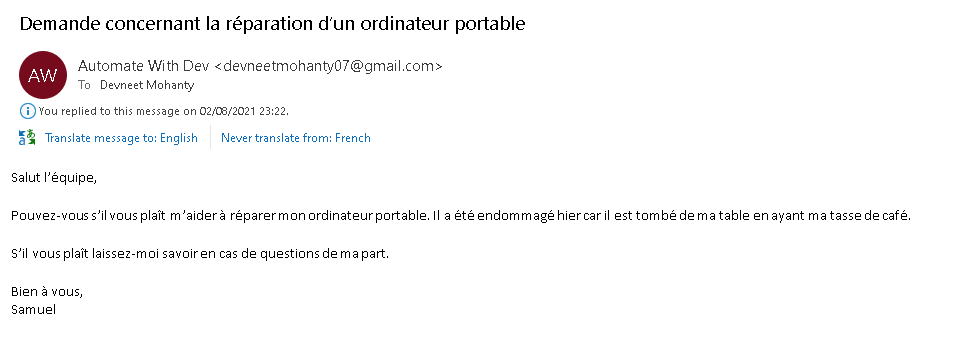 Demande concernant la réparation d'un ordinateur portable
AW
Automate With Dev <devneetmohanty07@gmail.com>
To Devneet Mohanty
You replied to this message on 02/08/2021 23:22.
Translate message to: English
Never translate from: French
Salut l'équipe,
Pouvez-vous s'il vous plaît m'aider à réparer mon ordinateur portable. Il a été endommagé hier car il est tombé de ma table en ayant ma tasse de café.
S'il vous plaît laissez-moi savoir en cas de questions de ma part.
Bien à vous,
Samuel